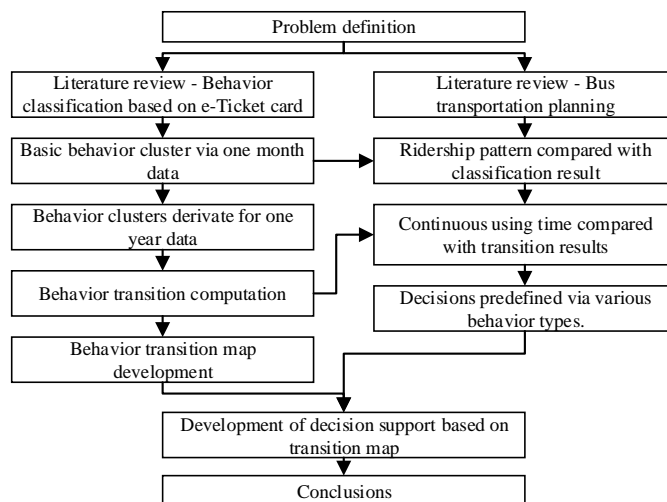 Problem definition
Literature review - Behavior
classification based on e-Ticket card
Literature review - Bus
transportation planning
Basic behavior cluster via one month
data
Ridership pattern compared with
classification result
Behavior clusters derivate for one
year data
Continuous using time compared
with transition results
Behavior transition computation
Decisions predefined via various
behavior types.
Behavior transition map
development
Development of decision support based on
transition map
Conclusions